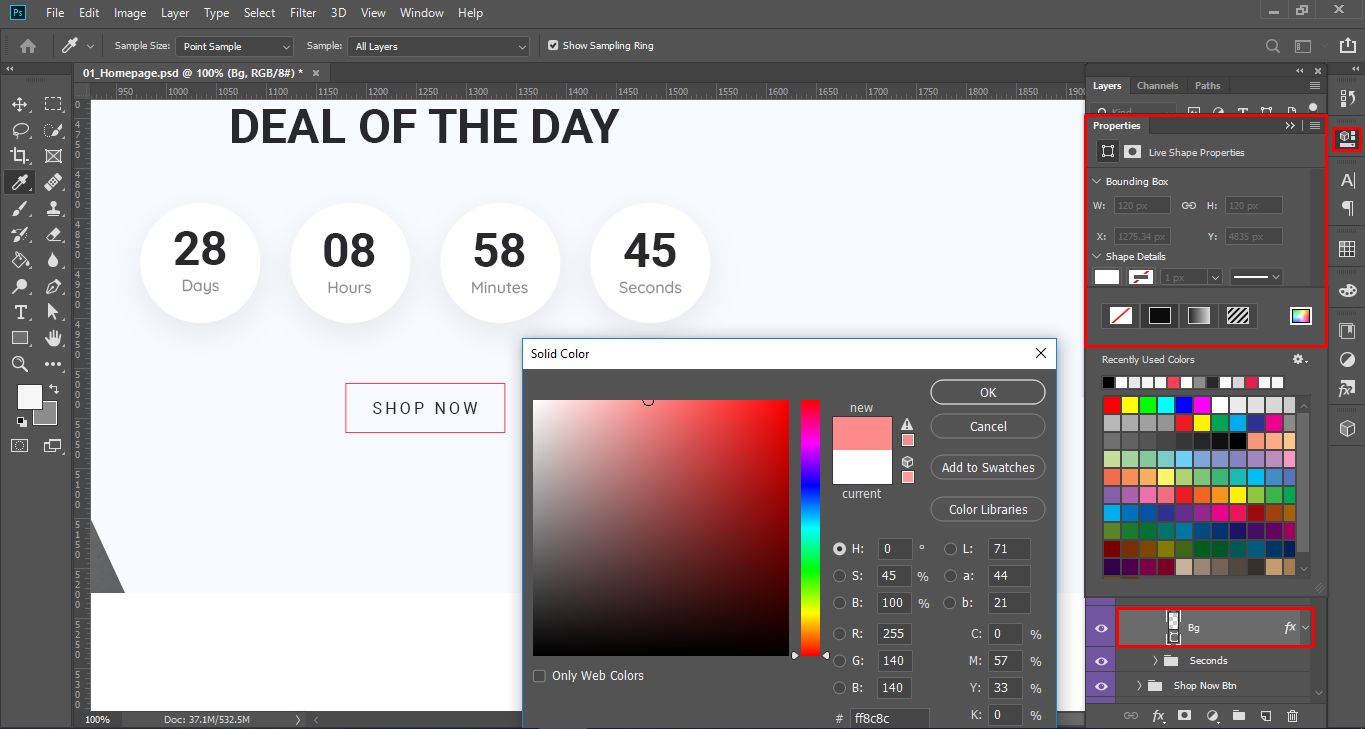 Ps File Edit Image Layer Type Select Filter 3D View Window Help
Sample Size: Point Sample Sample: All Layers Show Sampling Ring
01_Homepage.psd @ 100% (Bg, RGB/8#) * ×
950 1000 1050 1100 1150 1200 1250 1300 1350 1400 1450 1500 1550 1600 1650 1700 1750 1800 1850 1900
DEAL OF THE DAY
28 08 58 45
Days Hours Minutes Seconds
SHOP NOW
Layers Channels Paths
Kind
Properties
Live Shape Properties
Bounding Box
W: 120 px H: 120 px
X: 1275.34 px Y: 4835 px
Shape Details
1 px
Recently Used Colors
Solid Color
new
current
OK
Cancel
Add to Swatches
Color Libraries
H: 0 ° L: 71
S: 45 % a: 44
B: 100 % b: 21
R: 255 C: 0 %
G: 140 M: 57 %
B: 140 Y: 33 %
# ff8c8c K: 0 %
Only Web Colors
Bg fx
Seconds
Shop Now Btn
fx
100% Doc: 37.1M/532.5M